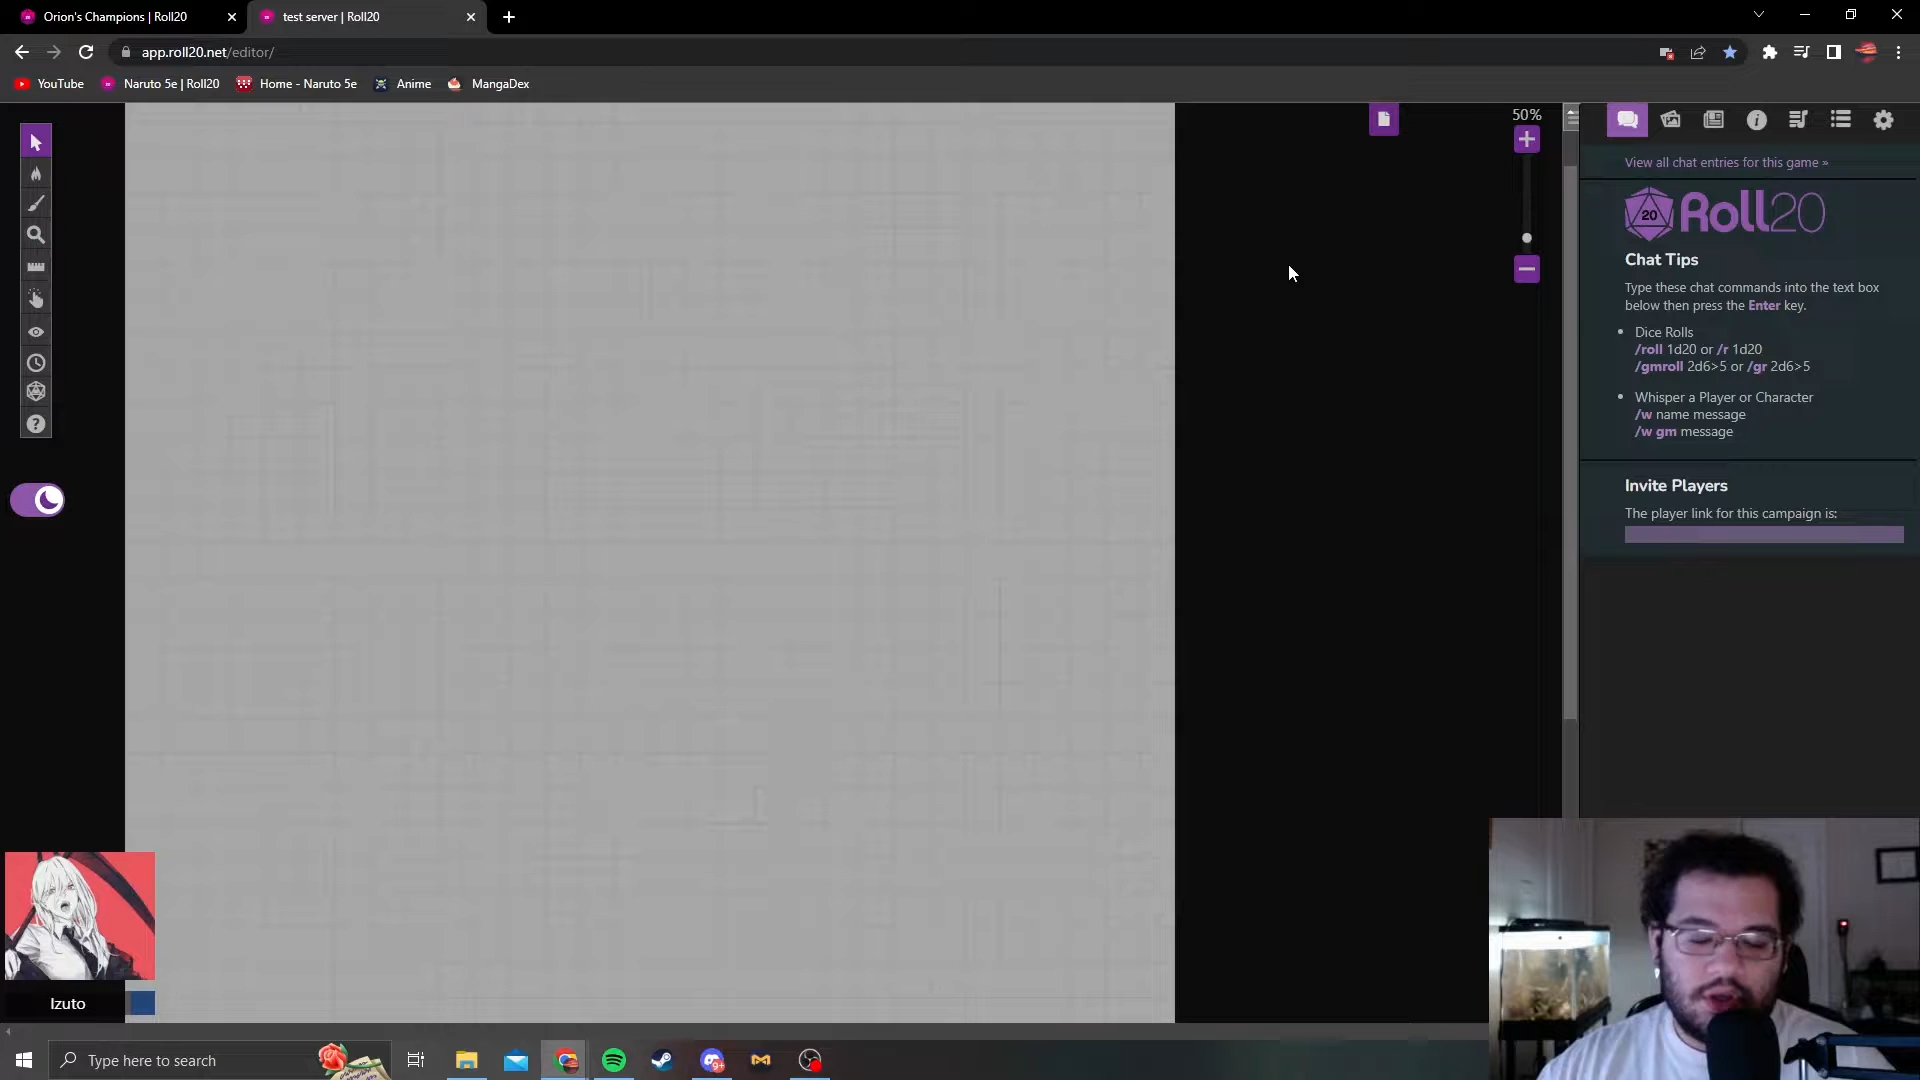 Orion's Champions | Roll20
test server | Roll20
app.roll20.net/editor/
YouTube
Naruto 5e | Roll20
Home - Naruto 5e
Anime
MangaDex
50%
View all chat entries for this game »
20
Roll20
Chat Tips
Type these chat commands into the text box
below then press the Enter key.
Dice Rolls
/roll 1d20 or /r 1d20
/gmroll 2d6>5 or /gr 2d6>5
Whisper a Player or Character
/w name message
/w gm message
Invite Players
The player link for this campaign is:
Izuto
Type here to search
9+